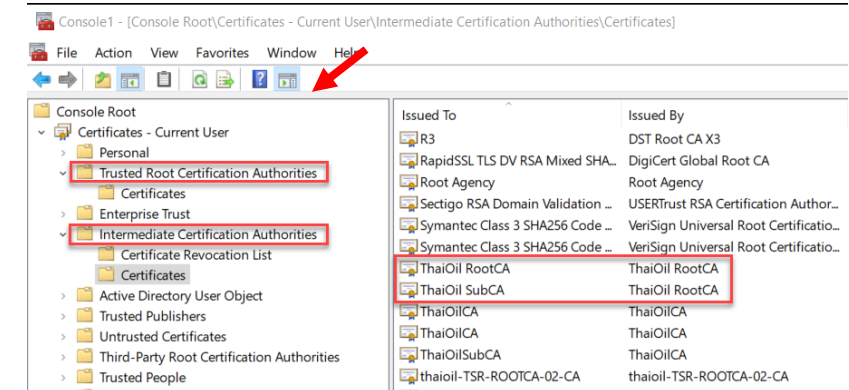 Console1 - [Console Root\Certificates - Current User\Intermediate Certification Authorities\Certificates]
File Action View Favorites Window Help
Console Root
Certificates - Current User
Personal
Trusted Root Certification Authorities
Certificates
Enterprise Trust
Intermediate Certification Authorities
Certificate Revocation List
Certificates
Active Directory User Object
Trusted Publishers
Untrusted Certificates
Third-Party Root Certification Authorities
Trusted People
Issued To Issued By
R3 DST Root CA X3
RapidSSL TLS DV RSA Mixed SHA... DigiCert Global Root CA
Root Agency Root Agency
Sectigo RSA Domain Validation ... USERTrust RSA Certification Author...
Symantec Class 3 SHA256 Code ... VeriSign Universal Root Certificatio...
Symantec Class 3 SHA256 Code ... VeriSign Universal Root Certificatio...
ThaiOil RootCA ThaiOil RootCA
ThaiOil SubCA ThaiOil RootCA
ThaiOilCA ThaiOilCA
ThaiOilCA ThaiOilCA
ThaiOilSubCA ThaiOilCA
thaioil-TSR-ROOTCA-02-CA thaioil-TSR-ROOTCA-02-CA